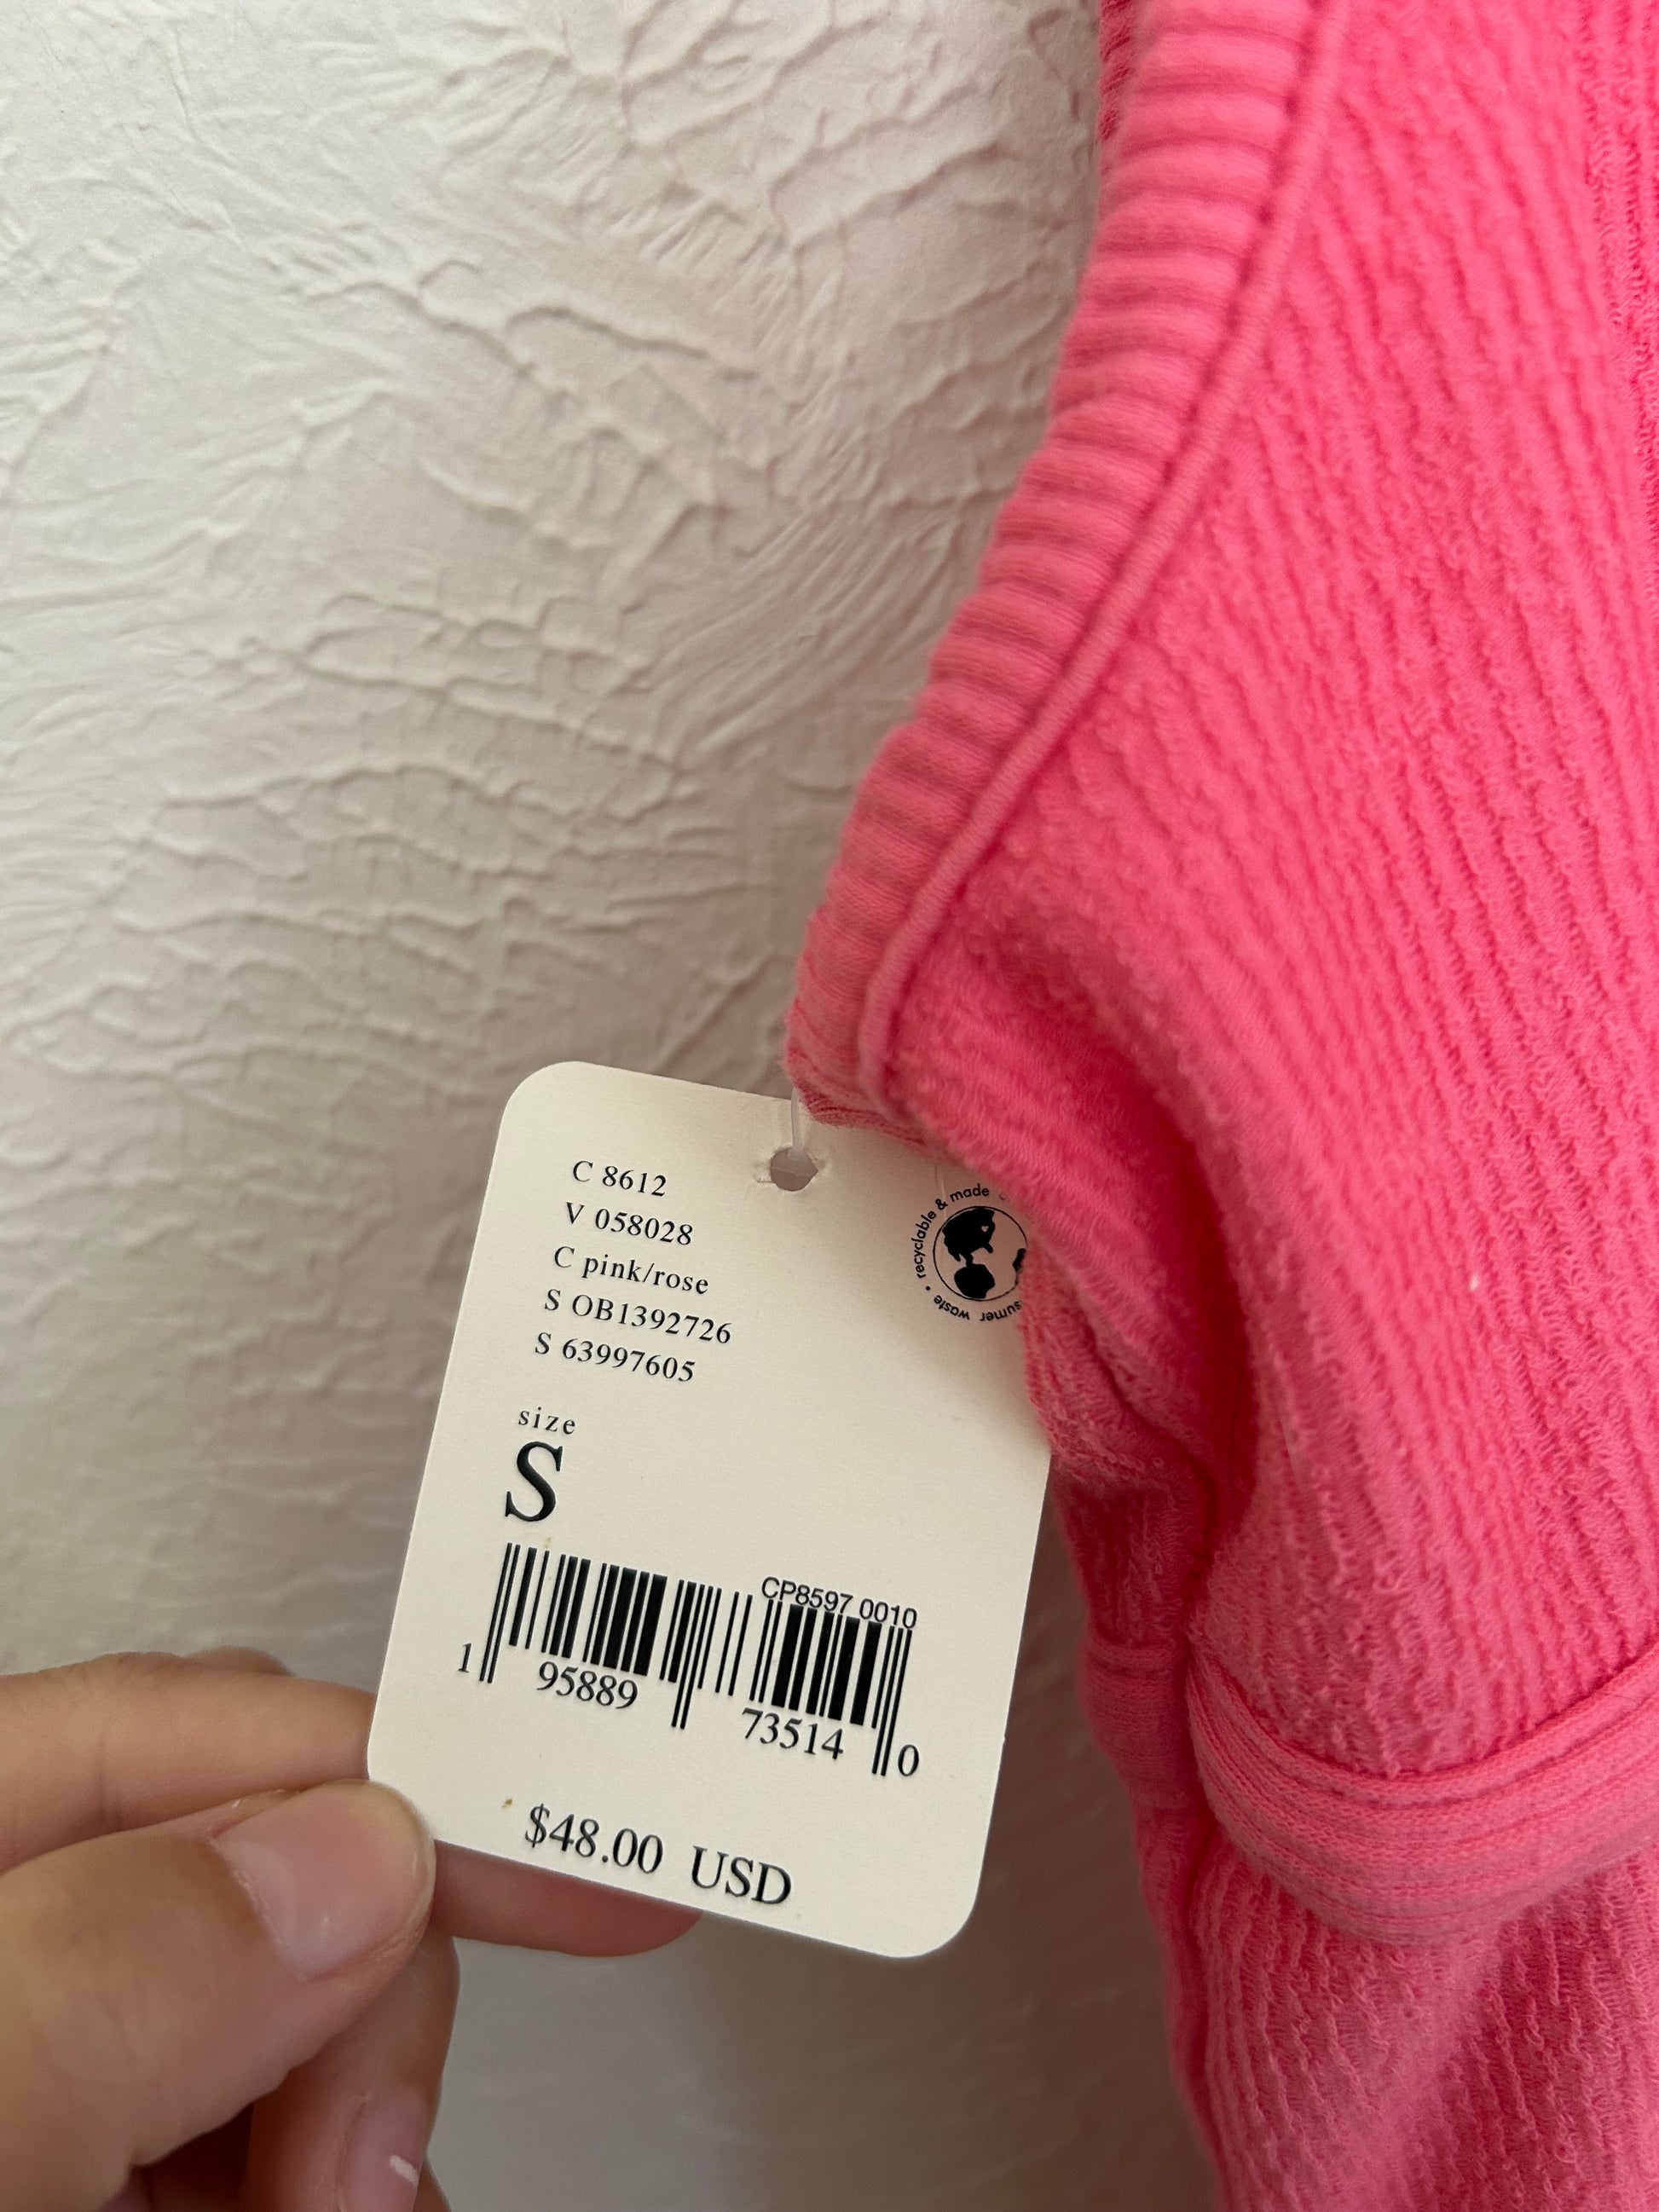 C 8612
V 058028
C pink/rose
S OB1392726
S 63997605
recyclable & made
sumer waste •
size
S
CP8597 0010
1 95889 73514 0
$48.00 USD